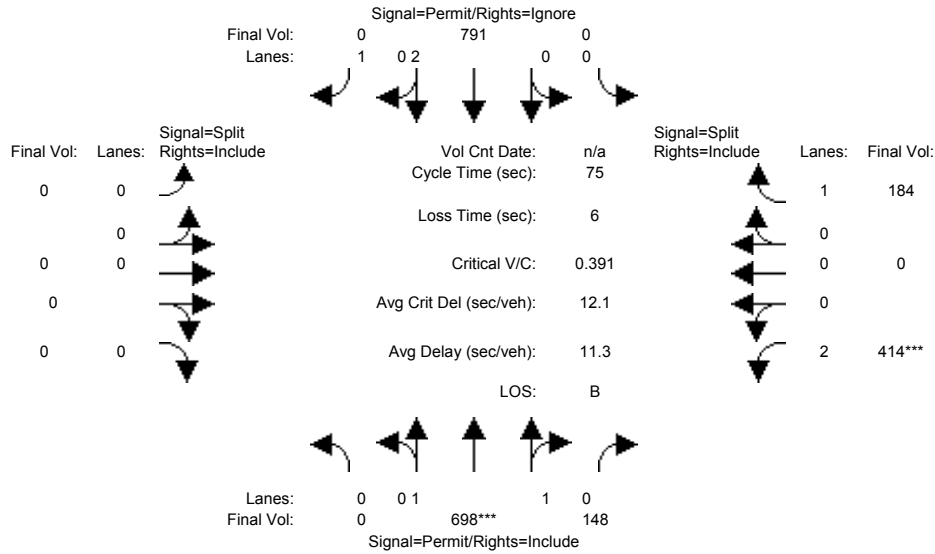 Signal=Permit/Rights=Ignore
Final Vol: 0 791 0
Lanes: 1 0 2 0 0
Signal=Split Signal=Split
Final Vol: Lanes: Rights=Include Vol Cnt Date: n/a Rights=Include Lanes: Final Vol:
Cycle Time (sec): 75
0 0 1 184
Loss Time (sec): 6
0 0
0 0 Critical V/C: 0.391 0 0
0 Avg Crit Del (sec/veh): 12.1 0
0 0 Avg Delay (sec/veh): 11.3 2 414***
LOS: B
Lanes: 0 0 1 1 0
Final Vol: 0 698*** 148
Signal=Permit/Rights=Include